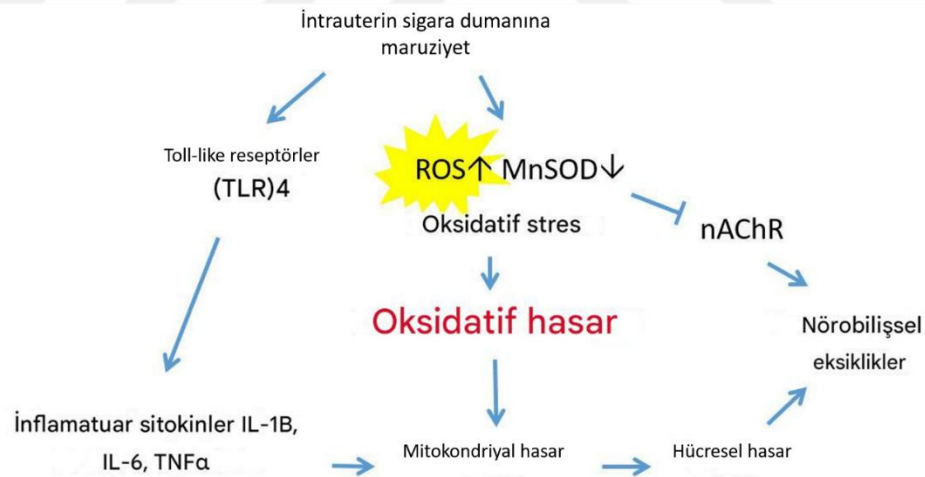 İntrauterin sigara dumanına
maruziyet
Toll-like reseptörler
(TLR)4
ROS↑ MnSOD↓
Oksidatif stres
nAChR
Oksidatif hasar
Nörobilişsel
eksiklikler
İnflamatuar sitokinler IL-1B,
IL-6, TNFα
Mitokondriyal hasar
Hücresel hasar